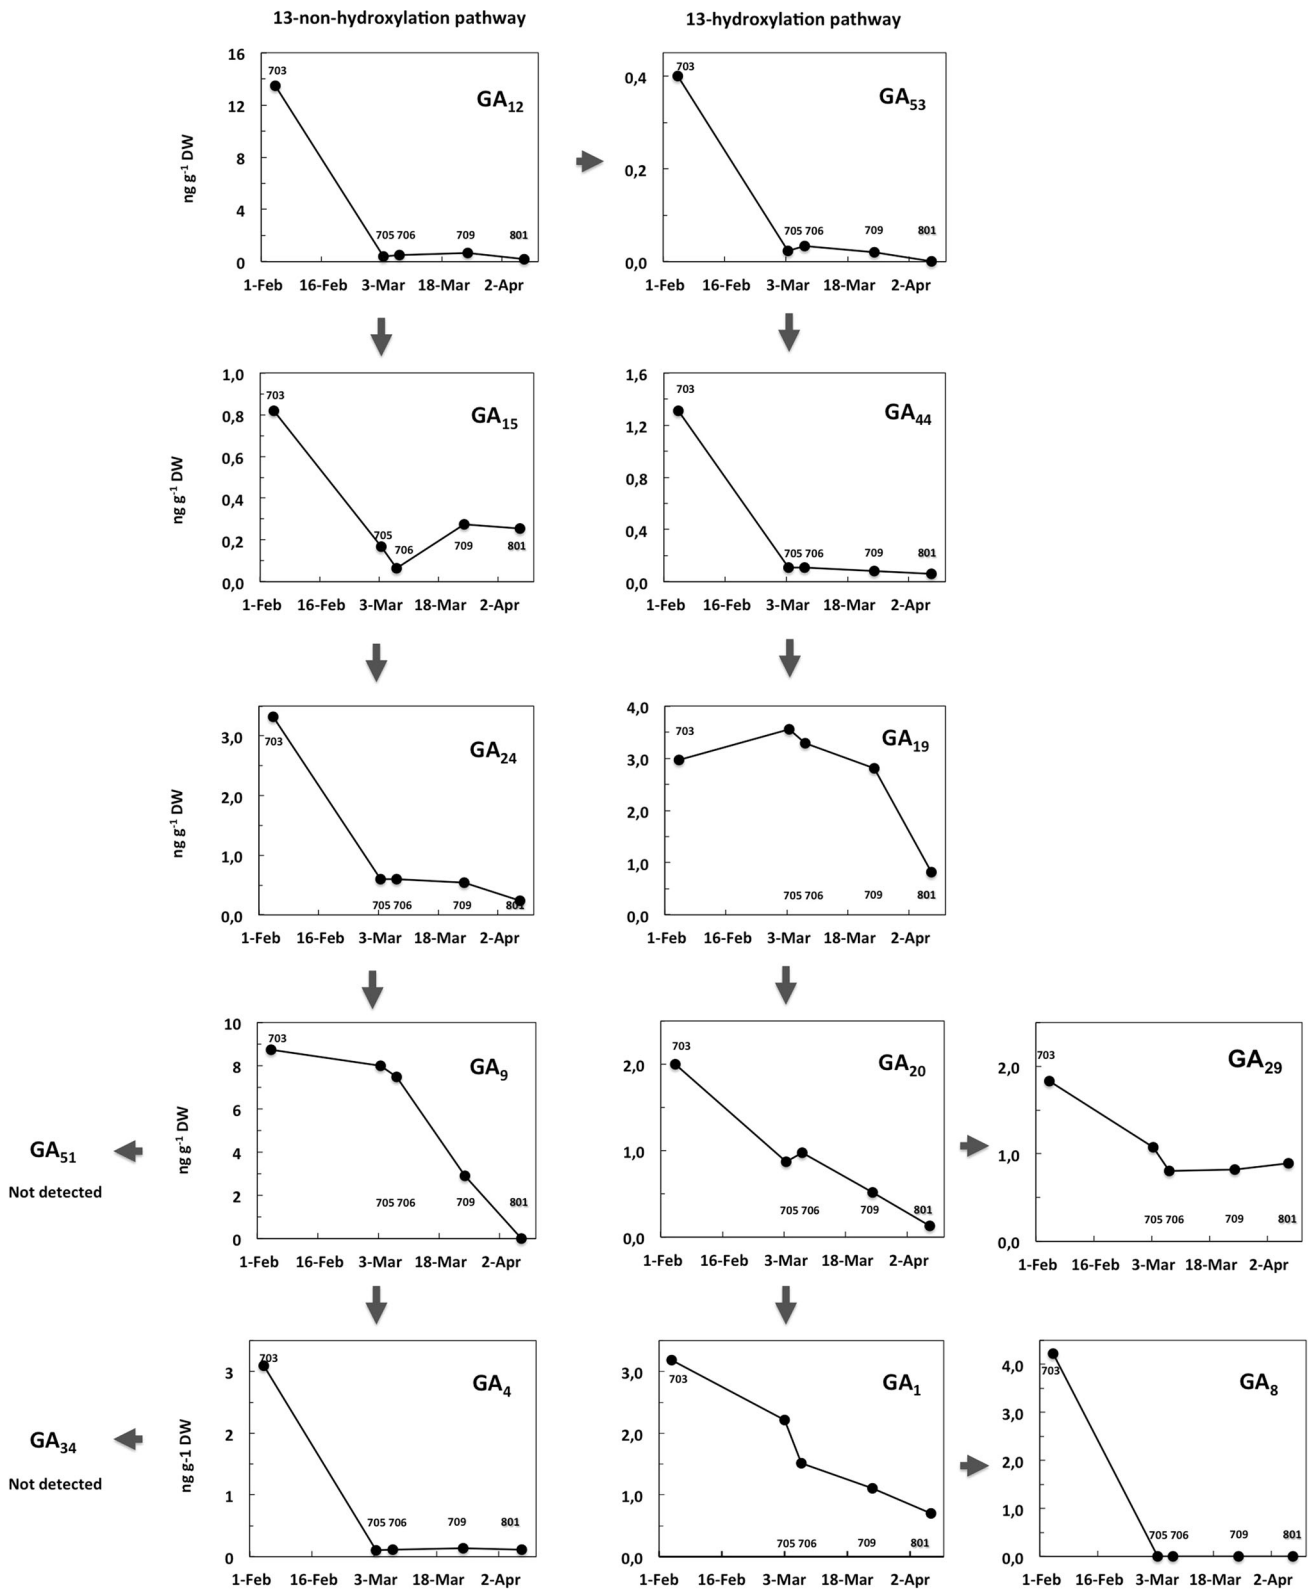 13-non-hydroxylation pathway
13-hydroxylation pathway
16
12
8
4
0
ng g-1 DW
703
705 706 709 801
GA12
1-Feb 16-Feb 3-Mar 18-Mar 2-Apr
0,4
0,2
0,0
703
705 706 709 801
GA53
1-Feb 16-Feb 3-Mar 18-Mar 2-Apr
1,0
0,8
0,6
0,4
0,2
0,0
ng g-1 DW
703
705 706 709 801
GA15
1-Feb 16-Feb 3-Mar 18-Mar 2-Apr
1,6
1,2
0,8
0,4
0,0
703
705 706 709 801
GA44
1-Feb 16-Feb 3-Mar 18-Mar 2-Apr
3,0
2,0
1,0
0,0
ng g-1 DW
703
705 706 709 801
GA24
1-Feb 16-Feb 3-Mar 18-Mar 2-Apr
4,0
3,0
2,0
1,0
0,0
703
705 706 709 801
GA19
1-Feb 16-Feb 3-Mar 18-Mar 2-Apr
GA51
Not detected
10
8
6
4
2
0
ng g-1 DW
703
705 706 709 801
GA9
1-Feb 16-Feb 3-Mar 18-Mar 2-Apr
2,0
1,0
0,0
703
705 706 709 801
GA20
1-Feb 16-Feb 3-Mar 18-Mar 2-Apr
2,0
1,0
0,0
703
705 706 709 801
GA29
1-Feb 16-Feb 3-Mar 18-Mar 2-Apr
GA34
Not detected
3
2
1
0
ng g-1 DW
703
705 706 709 801
GA4
1-Feb 16-Feb 3-Mar 18-Mar 2-Apr
3,0
2,0
1,0
0,0
703
705 706 709 801
GA1
1-Feb 16-Feb 3-Mar 18-Mar 2-Apr
4,0
3,0
2,0
1,0
0,0
703
705 706 709 801
GA8
1-Feb 16-Feb 3-Mar 18-Mar 2-Apr